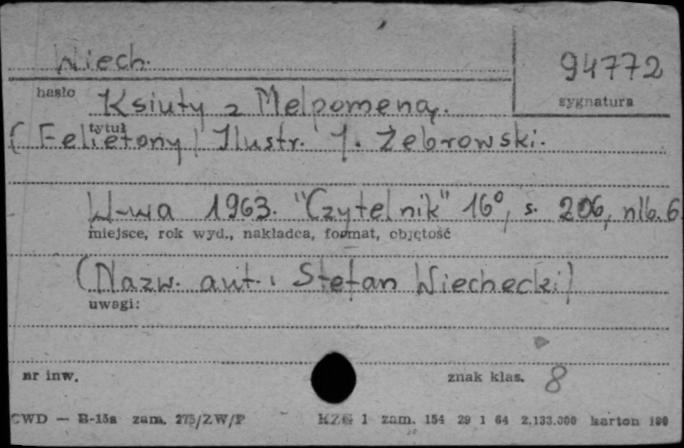 Wiech.
94772
hasło
sygnatura
Ksiuty z Melpomeną.
tytuł
(Felietony) Ilustr. J. Żebrowski.
W-wa 1963. "Czytelnik" 16°, s. 206, nlb. 6.
miejsce, rok wyd., nakładca, format, objętość
(Nazw. aut.: Stefan Wiechecki)
uwagi:
nr inw.
znak klas. 8
CWD — B-15a zam. 275/ZW/P
KZG 1 zam. 154 29 1 64 2.133.000 karton 190